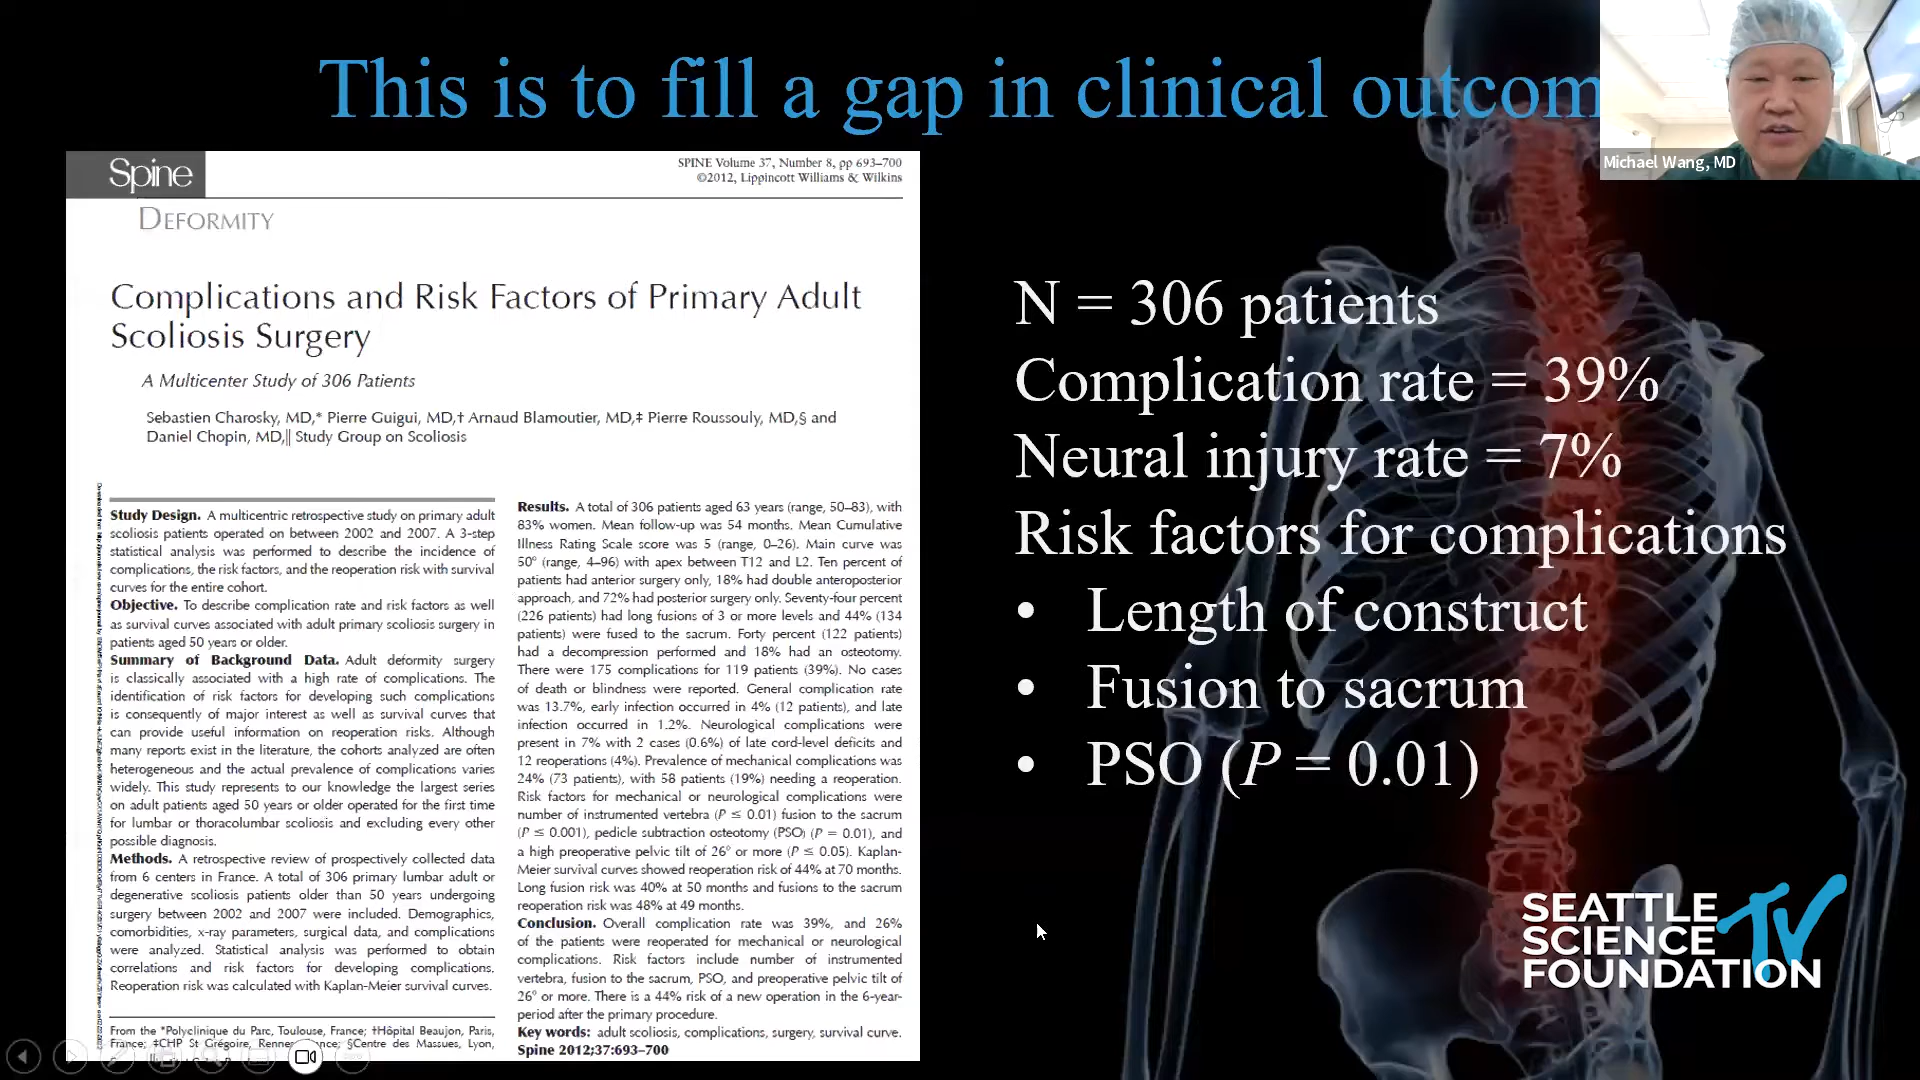 This is to fill a gap in clinical outcom
Michael Wang, MD
Spine
SPINE Volume 37, Number 8, pp 693–700
©2012, Lippincott Williams & Wilkins
DEFORMITY
Complications and Risk Factors of Primary Adult
Scoliosis Surgery
A Multicenter Study of 306 Patients
Sebastien Charosky, MD,* Pierre Guigui, MD,† Arnaud Blamoutier, MD,‡ Pierre Roussouly, MD,§ and
Daniel Chopin, MD,|| Study Group on Scoliosis
Study Design. A multicentric retrospective study on primary adult
scoliosis patients operated on between 2002 and 2007. A 3-step
statistical analysis was performed to describe the incidence of
complications, the risk factors, and the reoperation risk with survival
curves for the entire cohort.
Objective. To describe complication rate and risk factors as well
as survival curves associated with adult primary scoliosis surgery in
patients aged 50 years or older.
Summary of Background Data. Adult deformity surgery
is classically associated with a high rate of complications. The
identification of risk factors for developing such complications
is consequently of major interest as well as survival curves that
can provide useful information on reoperation risks. Although
many reports exist in the literature, the cohorts analyzed are often
heterogeneous and the actual prevalence of complications varies
widely. This study represents to our knowledge the largest series
on adult patients aged 50 years or older operated for the first time
for lumbar or thoracolumbar scoliosis and excluding every other
possible diagnosis.
Methods. A retrospective review of prospectively collected data
from 6 centers in France. A total of 306 primary lumbar adult or
degenerative scoliosis patients older than 50 years undergoing
surgery between 2002 and 2007 were included. Demographics,
comorbidities, x-ray parameters, surgical data, and complications
were analyzed. Statistical analysis was performed to obtain
correlations and risk factors for developing complications.
Reoperation risk was calculated with Kaplan-Meier survival curves.
From the *Polyclinique du Parc, Toulouse, France; †Hôpital Beaujon, Paris,
France; ‡CHP St Grégoire, Rennes, France; §Centre des Massues, Lyon,
Results. A total of 306 patients aged 63 years (range, 50–83), with
83% women. Mean follow-up was 54 months. Mean Cumulative
Illness Rating Scale score was 5 (range, 0–26). Main curve was
50° (range, 4–96) with apex between T12 and L2. Ten percent of
patients had anterior surgery only, 18% had double anteroposterior
approach, and 72% had posterior surgery only. Seventy-four percent
(226 patients) had long fusions of 3 or more levels and 44% (134
patients) were fused to the sacrum. Forty percent (122 patients)
had a decompression performed and 18% had an osteotomy.
There were 175 complications for 119 patients (39%). No cases
of death or blindness were reported. General complication rate
was 13.7%, early infection occurred in 4% (12 patients), and late
infection occurred in 1.2%. Neurological complications were
present in 7% with 2 cases (0.6%) of late cord-level deficits and
12 reoperations (4%). Prevalence of mechanical complications was
24% (73 patients), with 58 patients (19%) needing a reoperation.
Risk factors for mechanical or neurological complications were
number of instrumented vertebra (P ≤ 0.01) fusion to the sacrum
(P ≤ 0.001), pedicle subtraction osteotomy (PSO) (P = 0.01), and
a high preoperative pelvic tilt of 26° or more (P ≤ 0.05). Kaplan-
Meier survival curves showed reoperation risk of 44% at 70 months.
Long fusion risk was 40% at 50 months and fusions to the sacrum
reoperation risk was 48% at 49 months.
Conclusion. Overall complication rate was 39%, and 26%
of the patients were reoperated for mechanical or neurological
complications. Risk factors include number of instrumented
vertebra, fusion to the sacrum, PSO, and preoperative pelvic tilt of
26° or more. There is a 44% risk of a new operation in the 6-year-
period after the primary procedure.
Key words: adult scoliosis, complications, surgery, survival curve.
Spine 2012;37:693–700
N = 306 patients
Complication rate = 39%
Neural injury rate = 7%
Risk factors for complications
• Length of construct
• Fusion to sacrum
• PSO (P = 0.01)
SEATTLE
SCIENCE
FOUNDATION
TV